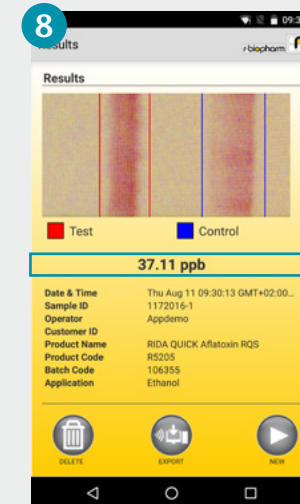 8
09:3
Results
r-biopharm
Results
Test
Control
37.11 ppb
Date & Time Thu Aug 11 09:30:13 GMT+02:00...
Sample ID 1172016-1
Operator Appdemo
Customer ID
Product Name RIDA QUICK Aflatoxin RQS
Product Code R5205
Batch Code 106355
Application Ethanol
DELETE
EXPORT
NEW